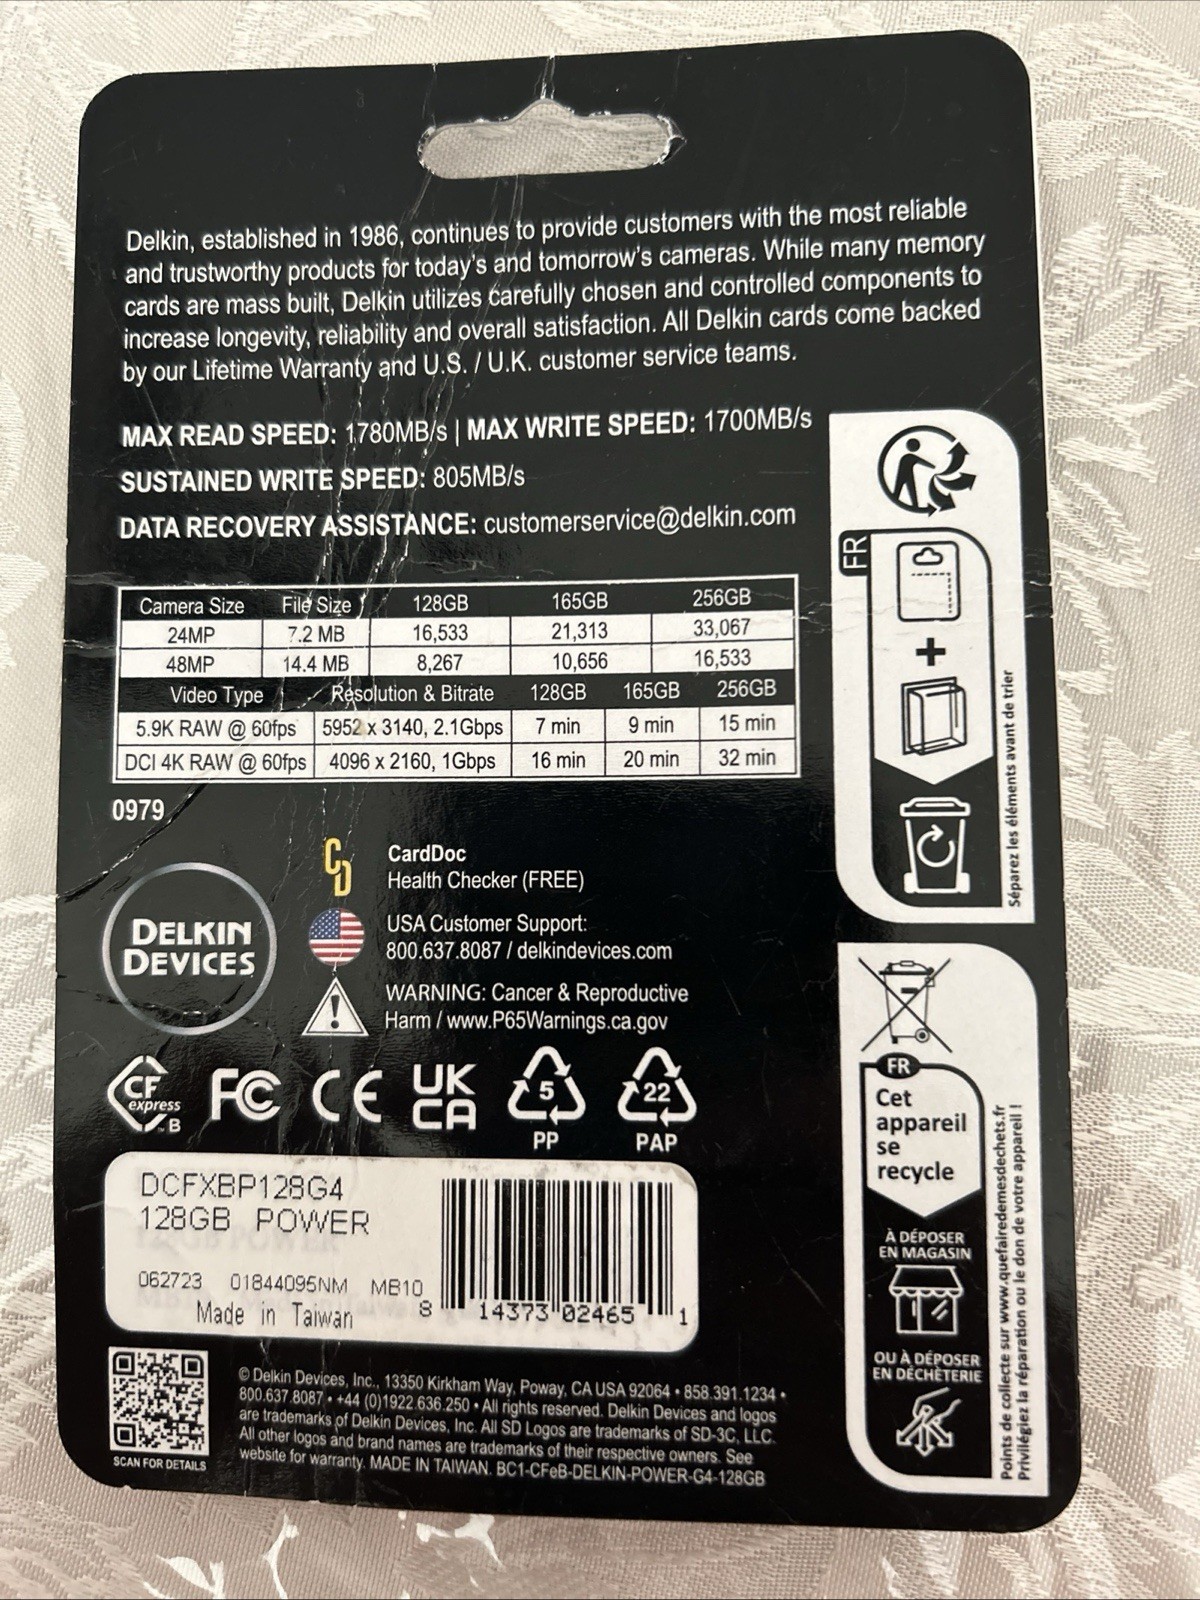 Delkin, established in 1986, continues to provide customers with the most reliable
and trustworthy products for today's and tomorrow's cameras. While many memory
cards are mass built, Delkin utilizes carefully chosen and controlled components to
increase longevity, reliability and overall satisfaction. All Delkin cards come backed
by our Lifetime Warranty and U.S. / U.K. customer service teams.
MAX READ SPEED: 1780MB/s | MAX WRITE SPEED: 1700MB/s
SUSTAINED WRITE SPEED: 805MB/s
DATA RECOVERY ASSISTANCE: customerservice@delkin.com
Camera Size File Size 128GB 165GB 256GB
24MP 7.2 MB 16,533 21,313 33,067
48MP 14.4 MB 8,267 10,656 16,533
Video Type Resolution & Bitrate 128GB 165GB 256GB
5.9K RAW @ 60fps 5952 x 3140, 2.1Gbps 7 min 9 min 15 min
DCI 4K RAW @ 60fps 4096 x 2160, 1Gbps 16 min 20 min 32 min
0979
CD
CardDoc
Health Checker (FREE)
DELKIN
DEVICES
USA Customer Support:
800.637.8087 / delkindevices.com
WARNING: Cancer & Reproductive
Harm / www.P65Warnings.ca.gov
CF
express
B
FC CE UK
CA
5
PP
22
PAP
DCFXBP128G4
128GB POWER
062723 01844095NM MB10
Made in Taiwan
8 14373 02465 1
SCAN FOR DETAILS
© Delkin Devices, Inc., 13350 Kirkham Way, Poway, CA USA 92064 • 858.391.1234 •
800.637.8087 • +44 (0)1922.636.250 • All rights reserved. Delkin Devices and logos
are trademarks of Delkin Devices, Inc. All SD Logos are trademarks of SD-3C, LLC.
All other logos and brand names are trademarks of their respective owners. See
website for warranty. MADE IN TAIWAN. BC1-CFeB-DELKIN-POWER-G4-128GB
FR
Séparez les éléments avant de trier
FR
Cet
appareil
se
recycle
À DÉPOSER
EN MAGASIN
OU À DÉPOSER
EN DÉCHÈTERIE
Points de collecte sur www.quefairedemesdechets.fr
Privilégiez la réparation ou le don de votre appareil !